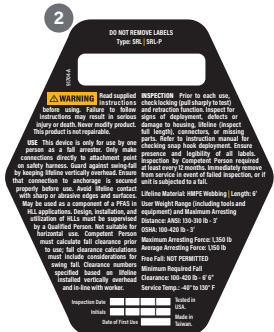 2
DO NOT REMOVE LABELS
Type: SRL | SRL-P
WARNING Read supplied
instructions
before using. Failure to follow
instructions may result in serious
injury or death. Never modify product.
This product is not repairable.
USE This device is only for use by one
person as a fall arrester. Only make
connections directly to attachment point
on safety harness. Guard against swing-fall
by keeping lifeline vertically overhead. Ensure
that connection to anchorage is secured
properly before use. Avoid lifeline contact
with sharp or abrasive edges and surfaces.
May be used as a component of a PFAS in
HLL applications. Design, installation, and
utilization of HLLs must be supervised
by a Qualified Person. Not suitable for
horizontal use. Competent Person
must calculate fall clearance prior
to use; fall clearance calculations
must include considerations for
swing fall. Clearance numbers
specified based on lifeline
installed vertically overhead
and in-line with worker.
INSPECTION Prior to each use,
check locking (pull sharply to test)
and retraction function. Inspect for
signs of deployment, defects or
damage to housing, lifeline (inspect
full length), connectors, or missing
parts. Refer to instruction manual for
checking snap hook deployment. Ensure
presence and legibility of all labels.
Inspection by Competent Person required
at least every 12 months. Immediately remove
from service in event of failed inspection, or if
unit is subjected to a fall.
Lifeline Material: HMPE Webbing | Length: 6'
User Weight Range (including tools and
equipment) and Maximum Arresting
Distance: ANSI: 130-310 lb - 3'
OSHA: 100-420 lb - 3'
Maximum Arresting Force: 1,350 lb
Average Arresting Force: 1,150 lb
Free Fall: NOT PERMITTED
Minimum Required Fall
Clearance: 100-420 lb - 6' 6"
Service Temp.: -40° to 130° F
Inspection Date
Initials
Date of First Use
Tested in
USA.
Made in
Taiwan.